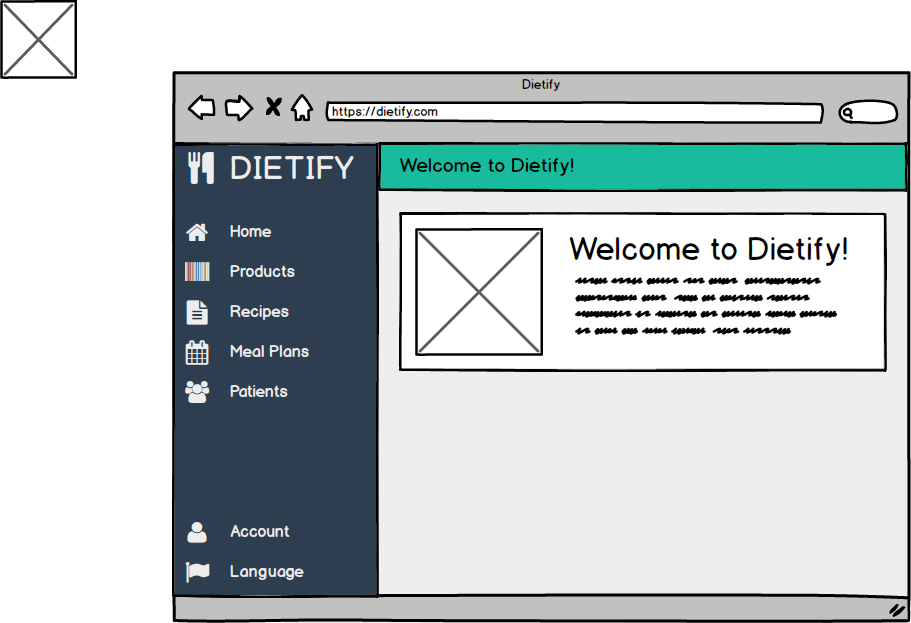 Dietify
https://dietify.com
DIETIFY
Welcome to Dietify!
Home
Products
Recipes
Meal Plans
Patients
Account
Language
Welcome to Dietify!